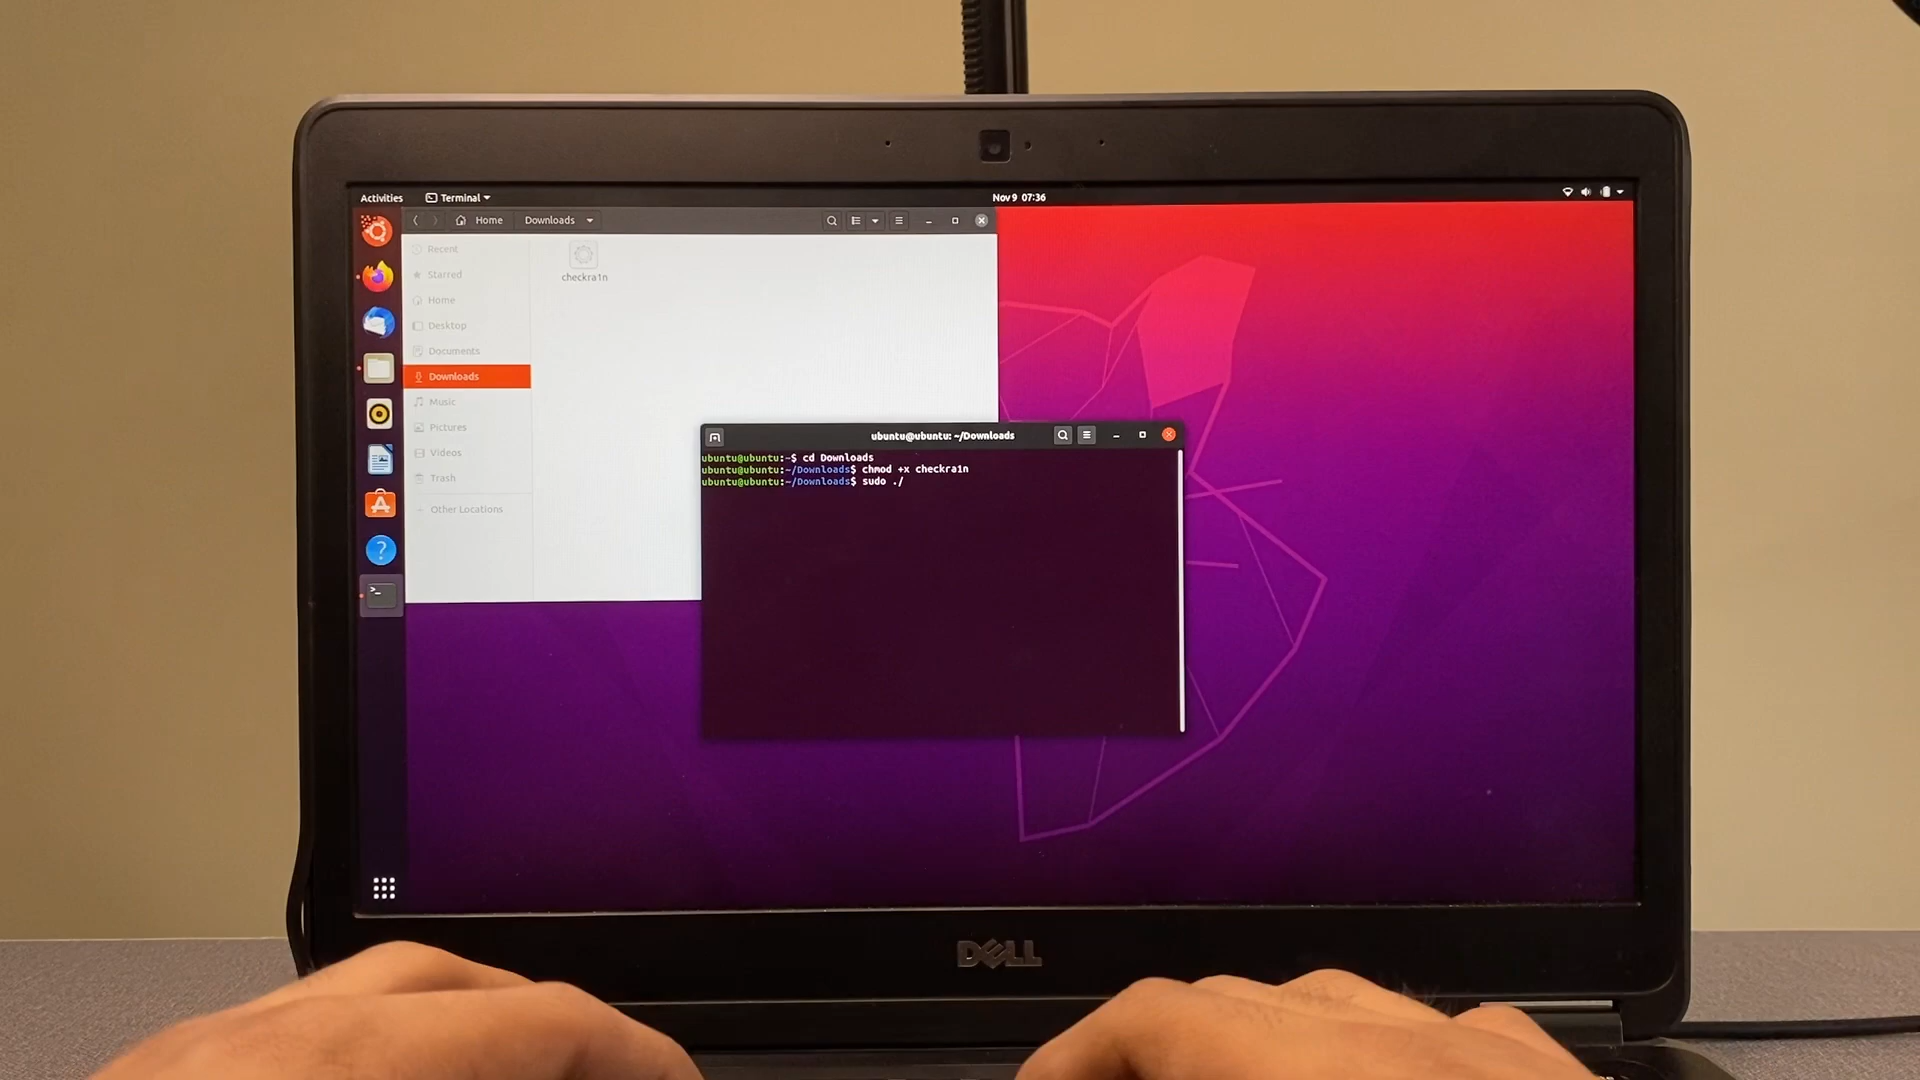 Activities
Terminal
Nov 9 07:36
Home
Downloads
Recent
Starred
Home
Desktop
Documents
Downloads
Music
Pictures
Videos
Trash
Other Locations
checkra1n
ubuntu@ubuntu: ~/Downloads
ubuntu@ubuntu:~$ cd Downloads
ubuntu@ubuntu:~/Downloads$ chmod +x checkra1n
ubuntu@ubuntu:~/Downloads$ sudo ./
DELL